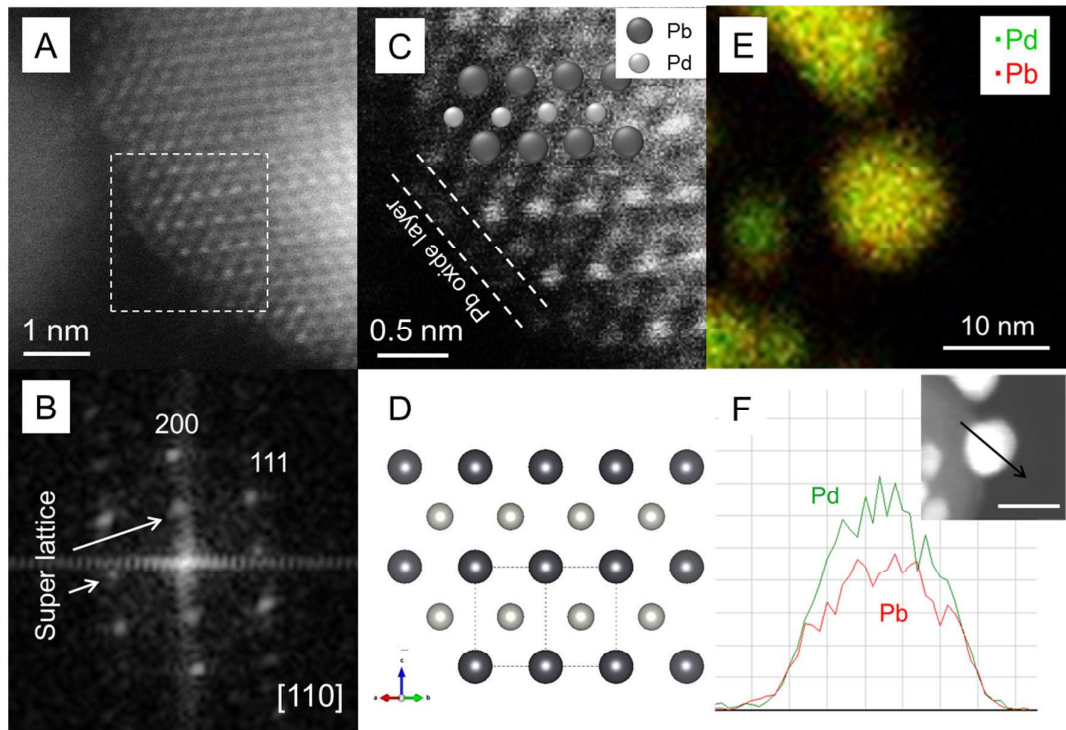 A
1 nm
C
Pb
Pd
Pb oxide layer
0.5 nm
E
Pd
Pb
10 nm
B
200
111
Super lattice
[110]
D
c
a
b
F
Pd
Pb